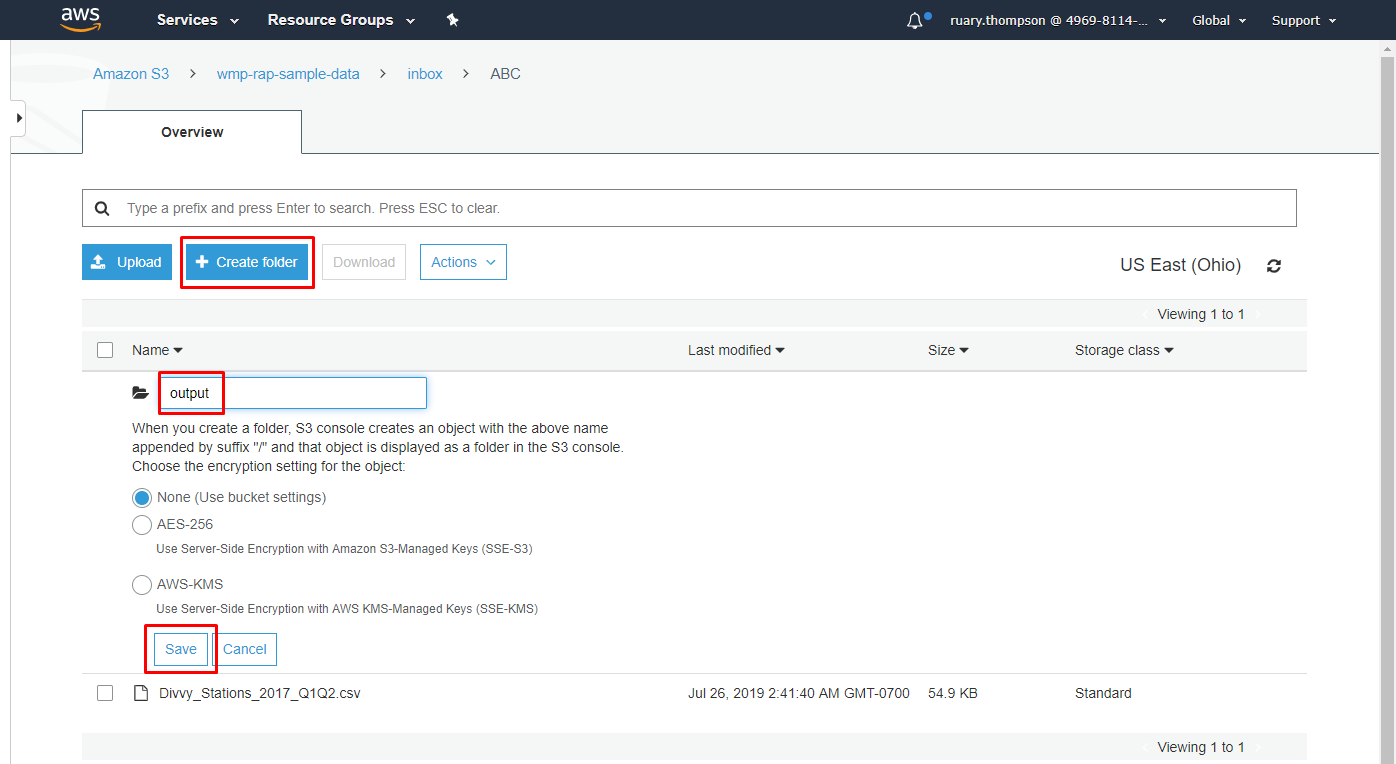 aws Services Resource Groups ruary.thompson @ 4969-8114-... Global Support
Amazon S3 > wmp-rap-sample-data > inbox > ABC
Overview
Type a prefix and press Enter to search. Press ESC to clear.
Upload + Create folder Download Actions US East (Ohio)
Viewing 1 to 1
Name Last modified Size Storage class
output
When you create a folder, S3 console creates an object with the above name
appended by suffix "/" and that object is displayed as a folder in the S3 console.
Choose the encryption setting for the object:
None (Use bucket settings)
AES-256
Use Server-Side Encryption with Amazon S3-Managed Keys (SSE-S3)
AWS-KMS
Use Server-Side Encryption with AWS KMS-Managed Keys (SSE-KMS)
Save Cancel
Divvy_Stations_2017_Q1Q2.csv Jul 26, 2019 2:41:40 AM GMT-0700 54.9 KB Standard
Viewing 1 to 1